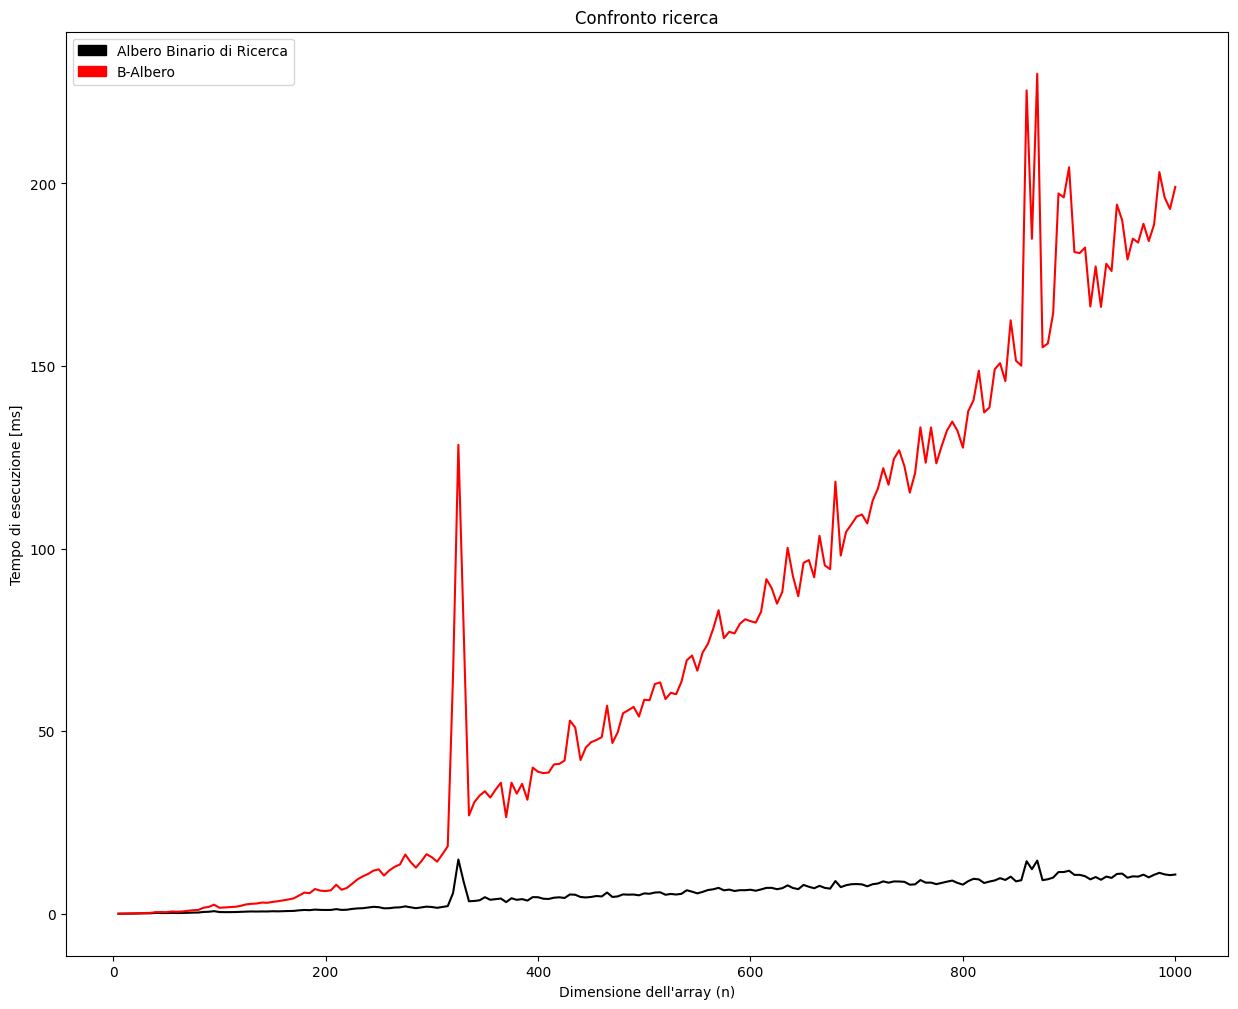 Confronto ricerca
Albero Binario di Ricerca
B-Albero
Tempo di esecuzione [ms]
200
150
100
50
0
0 200 400 600 800 1000
Dimensione dell'array (n)